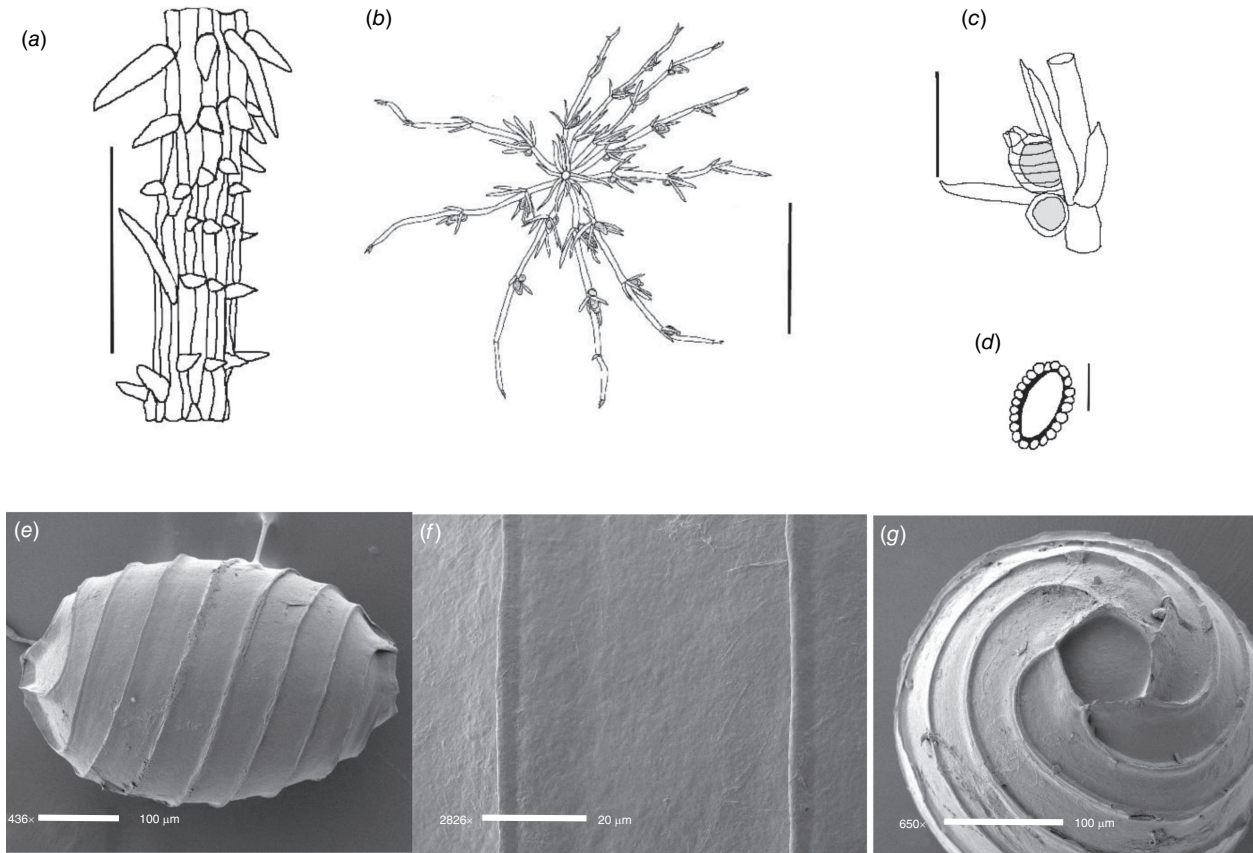 (a)
(b)
(c)
(d)
(e)
436×
100 μm
(f)
2826×
20 μm
(g)
650×
100 μm